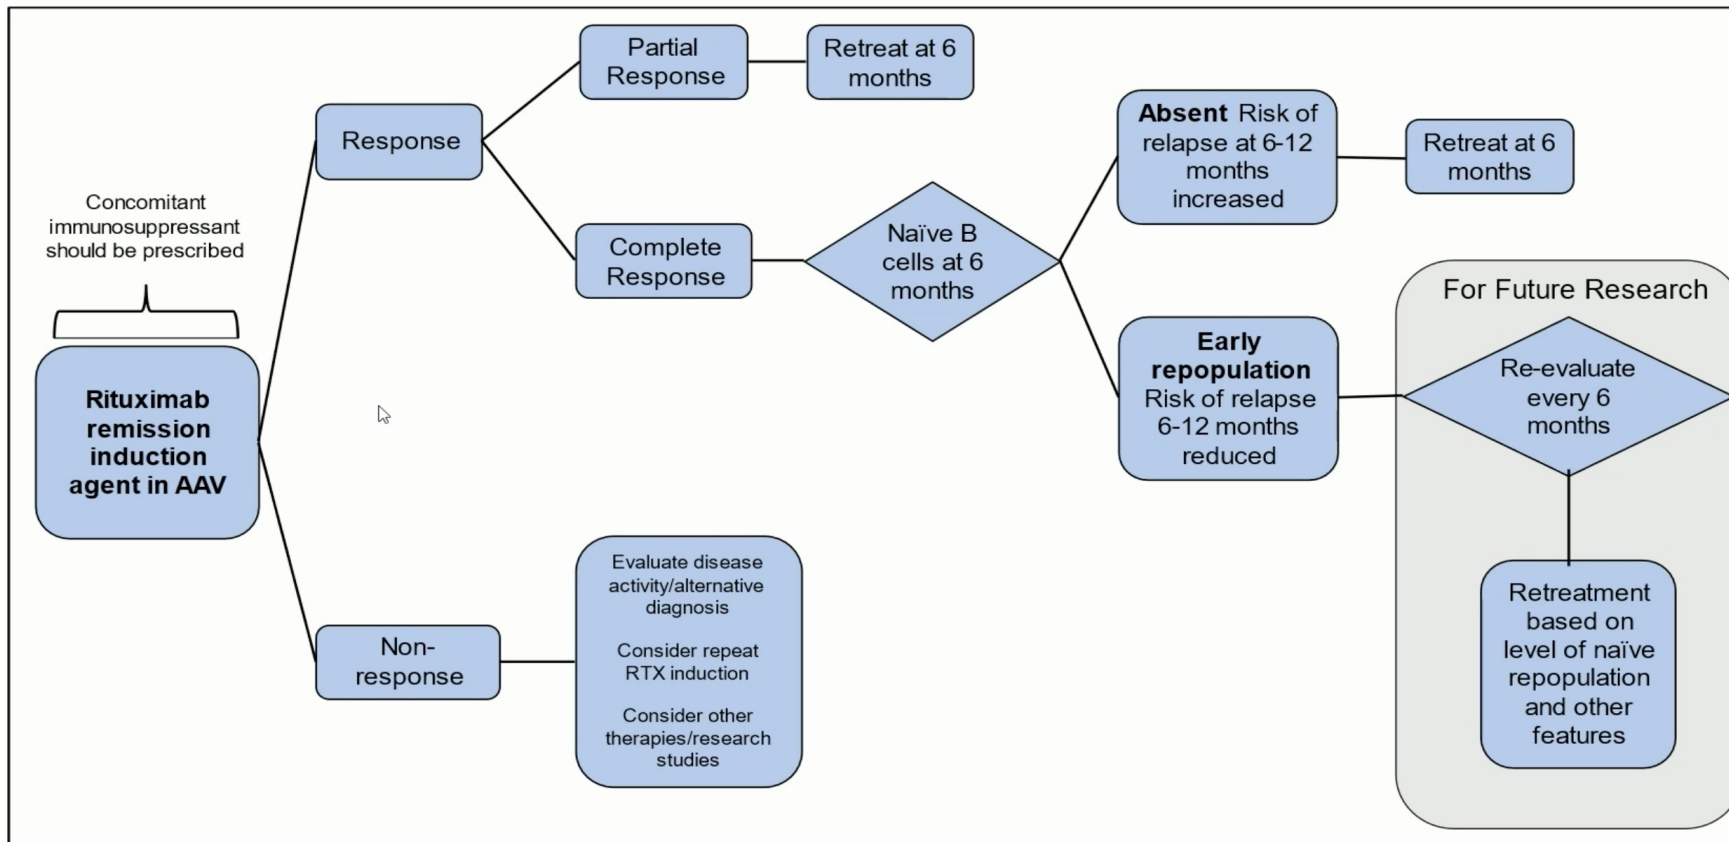 Partial
Response
Retreat at 6
months
Response
Absent Risk of
relapse at 6-12
months
increased
Retreat at 6
months
Concomitant
immunosuppressant
should be prescribed
Complete
Response
Naïve B
cells at 6
months
For Future Research
Early
repopulation
Risk of relapse
6-12 months
reduced
Re-evaluate
every 6
months
Rituximab
remission
induction
agent in AAV
Non-
response
Evaluate disease
activity/alternative
diagnosis
Consider repeat
RTX induction
Consider other
therapies/research
studies
Retreatment
based on
level of naïve
repopulation
and other
features